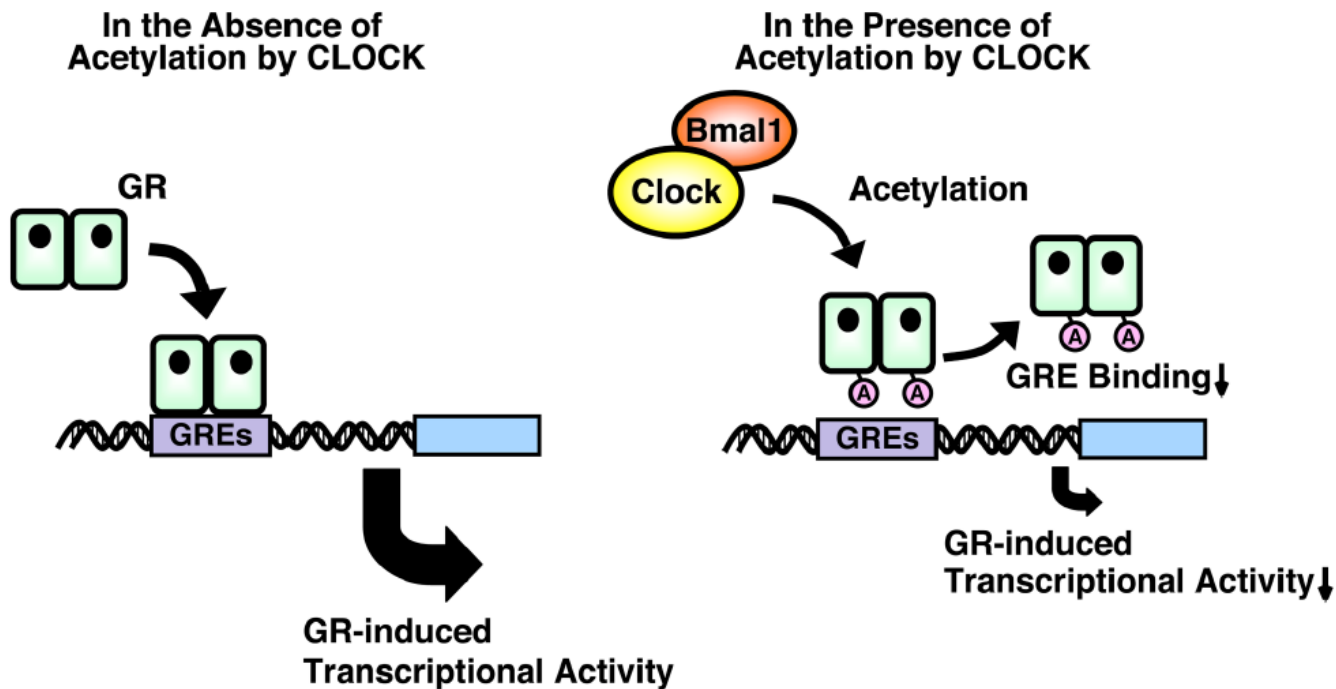 In the Absence of
Acetylation by CLOCK
GR
GREs
GR-induced
Transcriptional Activity
In the Presence of
Acetylation by CLOCK
Bmal1
Clock
Acetylation
A A
A A
GRE Binding↓
GREs
GR-induced
Transcriptional Activity↓